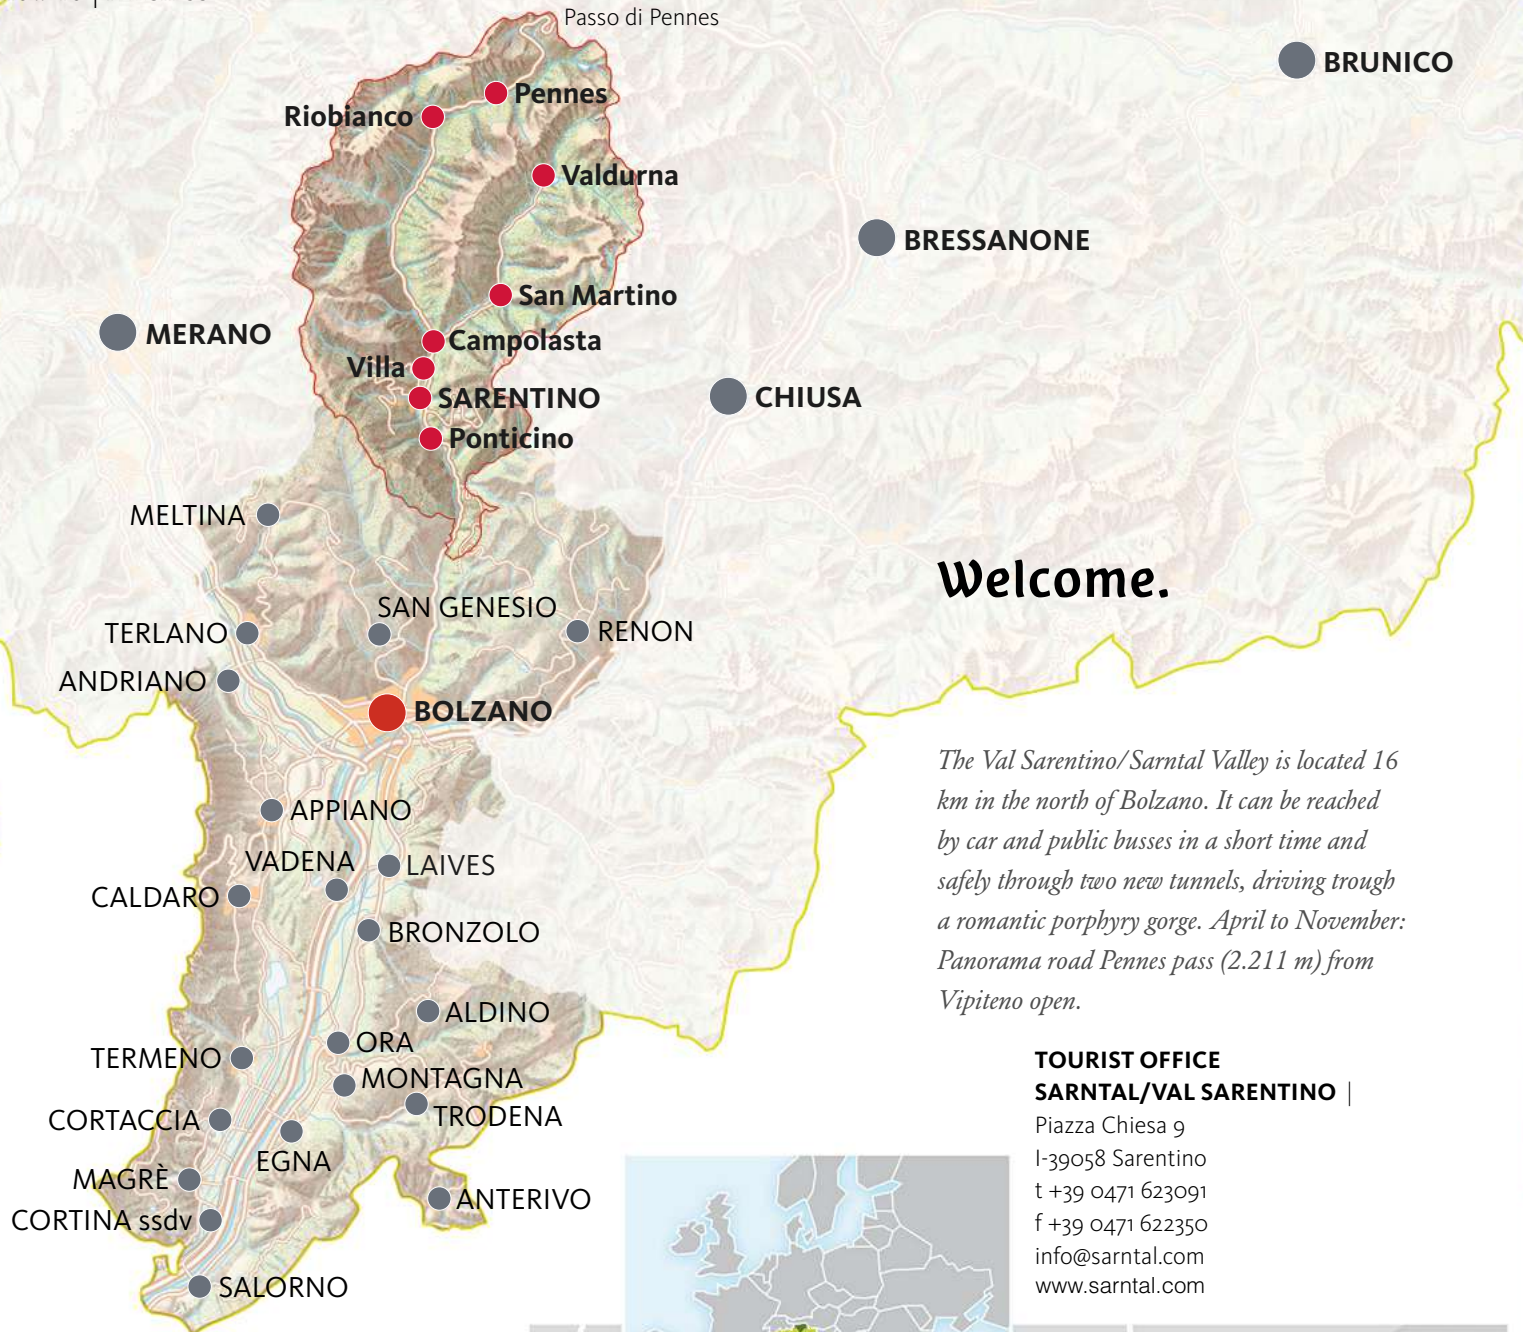 Passo di Pennes
BRUNICO
Pennes
Riobianco
Valdurna
BRESSANONE
San Martino
MERANO
Campolasta
Villa
SARENTINO
CHIUSA
Ponticino
MELTINA
Welcome.
SAN GENESIO
TERLANO
RENON
ANDRIANO
BOLZANO
The Val Sarentino/Sarntal Valley is located 16
km in the north of Bolzano. It can be reached
by car and public busses in a short time and
safely through two new tunnels, driving trough
a romantic porphyry gorge. April to November:
Panorama road Pennes pass (2.211 m) from
Vipiteno open.
APPIANO
VADENA
LAIVES
CALDARO
BRONZOLO
ALDINO
ORA
TERMENO
MONTAGNA
TRODENA
CORTACCIA
EGNA
MAGRÈ
ANTERIVO
CORTINA ssdv
SALORNO
TOURIST OFFICE
SARNTAL/VAL SARENTINO |
Piazza Chiesa 9
I-39058 Sarentino
t +39 0471 623091
f +39 0471 622350
info@sarntal.com
www.sarntal.com